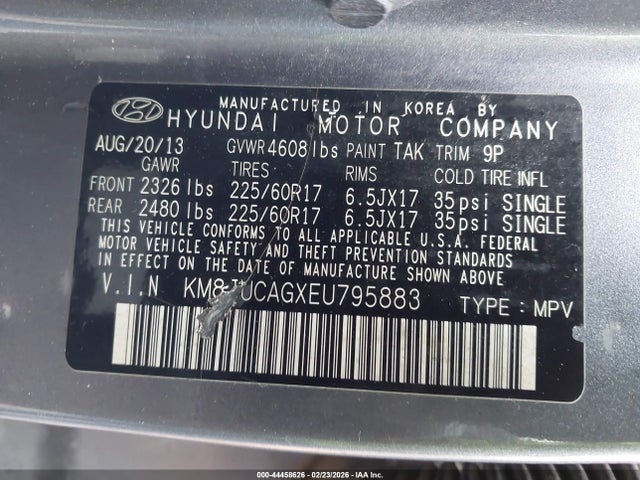 MANUFACTURED IN KOREA BY
HYUNDAI MOTOR COMPANY
AUG/20/13 GVWR 4608 lbs PAINT TAK TRIM 9P
GAWR TIRES RIMS COLD TIRE INFL
FRONT 2326 lbs 225/60R17 6.5JX17 35psi SINGLE
REAR 2480 lbs 225/60R17 6.5JX17 35psi SINGLE
THIS VEHICLE CONFORMS TO ALL APPLICABLE U.S.A. FEDERAL
MOTOR VEHICLE SAFETY AND THEFT PREVENTION STANDARDS
IN EFFECT ON THE DATE OF MANUFACTURE SHOWN ABOVE.
V.I.N KM8JUCAGXEU795883 TYPE : MPV
000-44458626 - 02/23/2026 - IAA Inc.